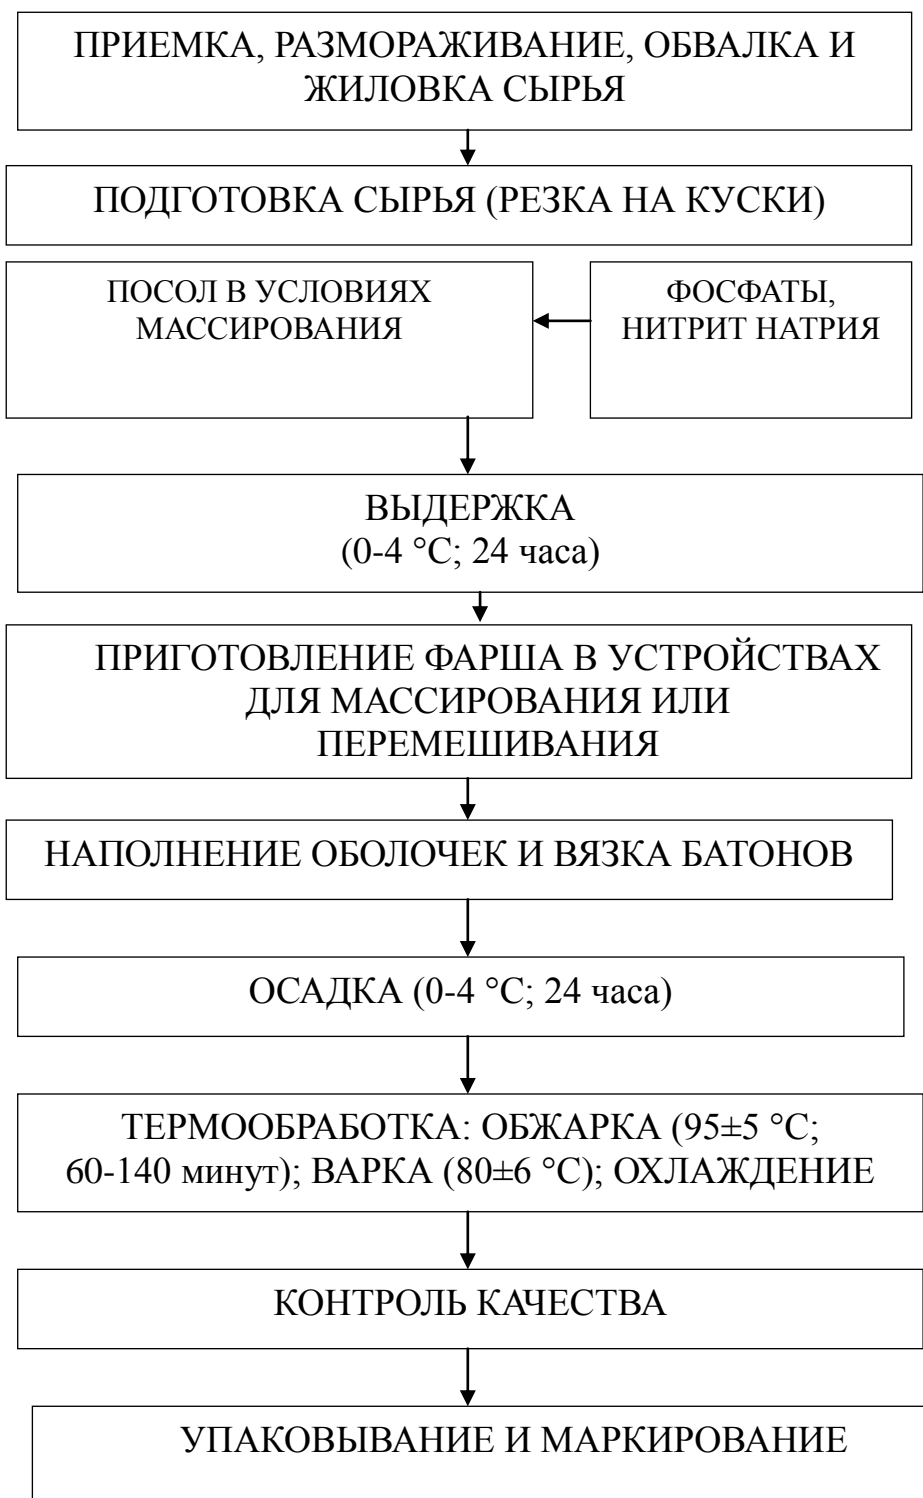 ПРИЕМКА, РАЗМОРАЖИВАНИЕ, ОБВАЛКА И
ЖИЛОВКА СЫРЬЯ
ПОДГОТОВКА СЫРЬЯ (РЕЗКА НА КУСКИ)
ПОСОЛ В УСЛОВИЯХ
МАССИРОВАНИЯ
ФОСФАТЫ,
НИТРИТ НАТРИЯ
ВЫДЕРЖКА
(0-4 °С; 24 часа)
ПРИГОТОВЛЕНИЕ ФАРША В УСТРОЙСТВАХ
ДЛЯ МАССИРОВАНИЯ ИЛИ
ПЕРЕМЕШИВАНИЯ
НАПОЛНЕНИЕ ОБОЛОЧЕК И ВЯЗКА БАТОНОВ
ОСАДКА (0-4 °С; 24 часа)
ТЕРМООБРАБОТКА: ОБЖАРКА (95±5 °С;
60-140 минут); ВАРКА (80±6 °С); ОХЛАЖДЕНИЕ
КОНТРОЛЬ КАЧЕСТВА
УПАКОВЫВАНИЕ И МАРКИРОВАНИЕ